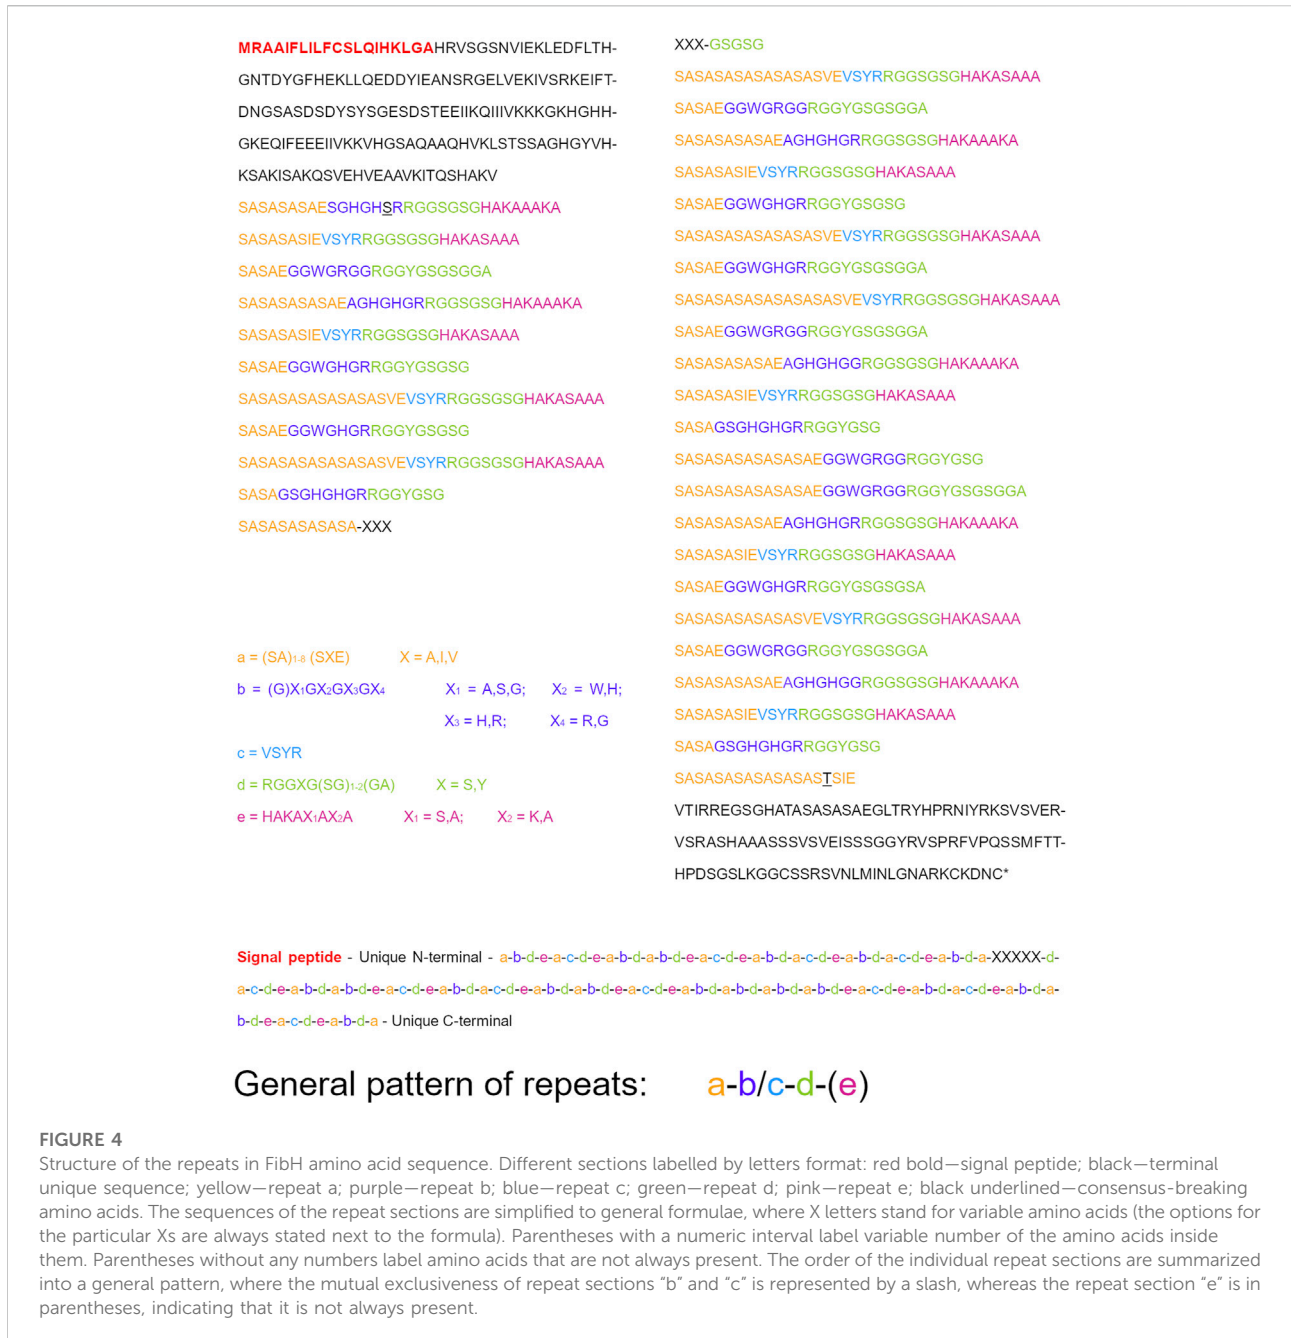 MRAAIFLILFCSLQIHKLGAHRVSGSNVIEKLEDFLTH-
GNTDYGFHEKLLQEDDYIEANSRGELVEKIVSRKEIFT-
DNGSASDSDYSYSGESDSTEEIIKQIIIVKKKGKHGHH-
GKEQIFEEEIIVKKVHGSAQAAQHVKLSTSSAGHGYVH-
KSAKISAKQSVEHVEAAVKITQSHAKV
SASASASAESGHGHSRRGGSGSGHAKAAAKA
SASASASIEVSYRRGGSGSGHAKASAAA
SASAEGGWGRGGRGGYGSGSGGA
SASASASASAEAGHGHGRRGGSGSGHAKAAAKA
SASASASIEVSYRRGGSGSGHAKASAAA
SASAEGGWGHGRRGGYGSGSG
SASASASASASASASVEVSYRRGGSGSGHAKASAAA
SASAEGGWGHGRRGGYGSGSG
SASASASASASASASVEVSYRRGGSGSGHAKASAAA
SASAGSGHGHGRRGGYGSG
SASASASASASA-XXX
a = (SA)1-8 (SXE) X = A,I,V
b = (G)X1GX2GX3GX4 X1 = A,S,G; X2 = W,H;
X3 = H,R; X4 = R,G
c = VSYR
d = RGGXG(SG)1-2(GA) X = S,Y
e = HAKAX1AX2A X1 = S,A; X2 = K,A
XXX-GSGSG
SASASASASASASASVEVSYRRGGSGSGHAKASAAA
SASAEGGWGRGGRGGYGSGSGGA
SASASASASAEAGHGHGRRGGSGSGHAKAAAKA
SASASASIEVSYRRGGSGSGHAKASAAA
SASAEGGWGHGRRGGYGSGSG
SASASASASASASASVEVSYRRGGSGSGHAKASAAA
SASAEGGWGHGRRGGYGSGSGGA
SASASASASASASASASVEVSYRRGGSGSGHAKASAAA
SASAEGGWGRGGRGGYGSGSGGA
SASASASASAEAGHGHGGRGGSGSGHAKAAAKA
SASASASIEVSYRRGGSGSGHAKASAAA
SASAGSGHGHGRRGGYGSG
SASASASASASASAEGGWGRGGRGGYGSG
SASASASASASASAEGGWGRGGRGGYGSGSGGA
SASASASASAEAGHGHGRRGGSGSGHAKAAAKA
SASASASIEVSYRRGGSGSGHAKASAAA
SASAEGGWGHGRRGGYGSGSGSA
SASASASASASASVEVSYRRGGSGSGHAKASAAA
SASAEGGWGRGGRGGYGSGSGGA
SASASASASAEAGHGHGGRGGSGSGHAKAAAKA
SASASASIEVSYRRGGSGSGHAKASAAA
SASAGSGHGHGRRGGYGSG
SASASASASASASASTSIE
VTIRREGSGHATASASASAEGLTRYHPRNIYRKSVSVER-
VSRASHAAASSSVSVEISSSGGYRVSPRFVPQSSMFTT-
HPDSGSLKGGCSSRSVNLMINLGNARKCKDNC*
Signal peptide - Unique N-terminal - a-b-d-e-a-c-d-e-a-b-d-a-b-d-e-a-c-d-e-a-b-d-a-c-d-e-a-b-d-a-c-d-e-a-b-d-a-XXXXX-d-
a-c-d-e-a-b-d-a-b-d-e-a-c-d-e-a-b-d-a-c-d-e-a-b-d-a-b-d-e-a-c-d-e-a-b-d-a-b-d-a-b-d-a-b-d-e-a-c-d-e-a-b-d-a-c-d-e-a-b-d-a-
b-d-e-a-c-d-e-a-b-d-a - Unique C-terminal
General pattern of repeats: a-b/c-d-(e)
FIGURE 4
Structure of the repeats in FibH amino acid sequence. Different sections labelled by letters format: red bold—signal peptide; black—terminal
unique sequence; yellow—repeat a; purple—repeat b; blue—repeat c; green—repeat d; pink—repeat e; black underlined—consensus-breaking
amino acids. The sequences of the repeat sections are simplified to general formulae, where X letters stand for variable amino acids (the options for
the particular Xs are always stated next to the formula). Parentheses with a numeric interval label variable number of the amino acids inside
them. Parentheses without any numbers label amino acids that are not always present. The order of the individual repeat sections are summarized
into a general pattern, where the mutual exclusiveness of repeat sections “b” and “c” is represented by a slash, whereas the repeat section “e” is in
parentheses, indicating that it is not always present.